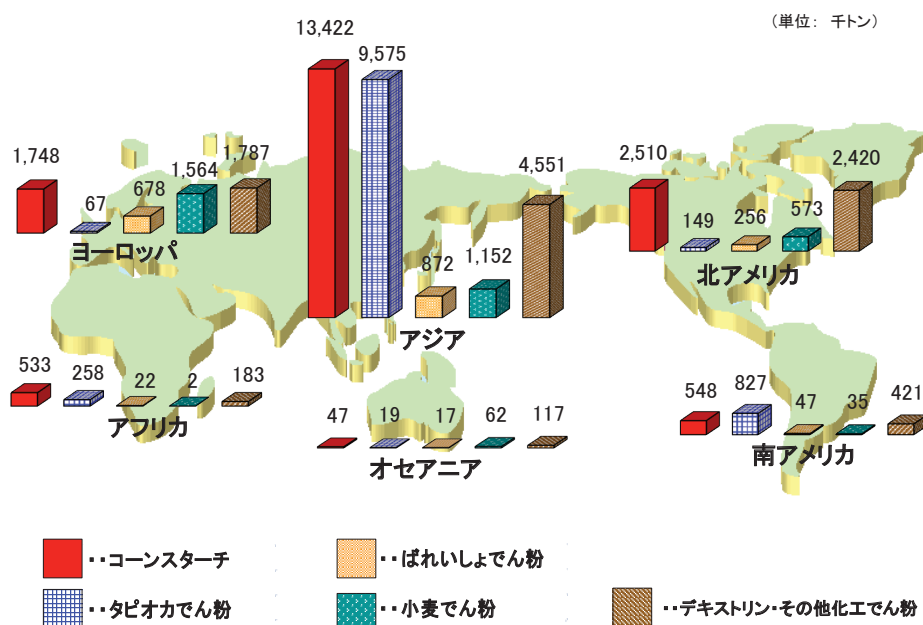 (単位: 千トン)
13,422
9,575
1,748
67
678
1,564
1,787
ヨーロッパ
4,551
872
1,152
アジア
2,510
149
256
573
2,420
北アメリカ
533
258
22
2
183
アフリカ
47
19
17
62
117
オセアニア
548
827
47
35
421
南アメリカ
・・コーンスターチ
・・ばれいしょでん粉
・・タピオカでん粉
・・小麦でん粉
・・デキストリン・その他化工でん粉